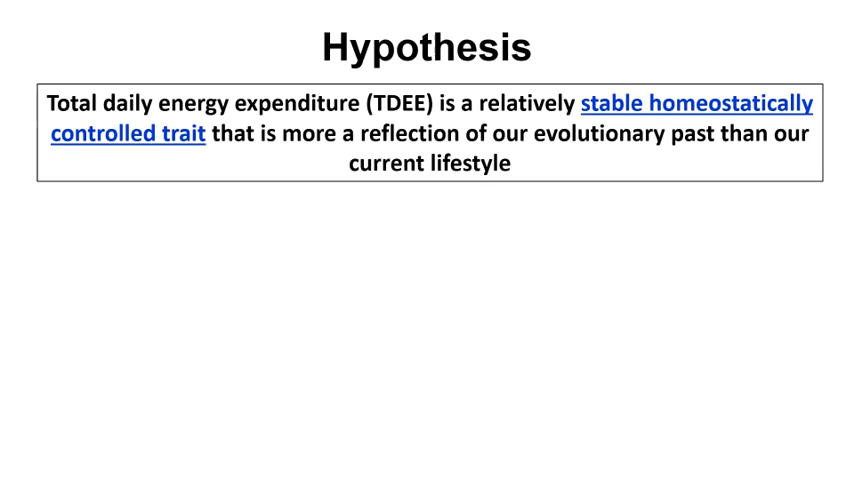 Hypothesis
Total daily energy expenditure (TDEE) is a relatively stable homeostatically
controlled trait that is more a reflection of our evolutionary past than our
current lifestyle